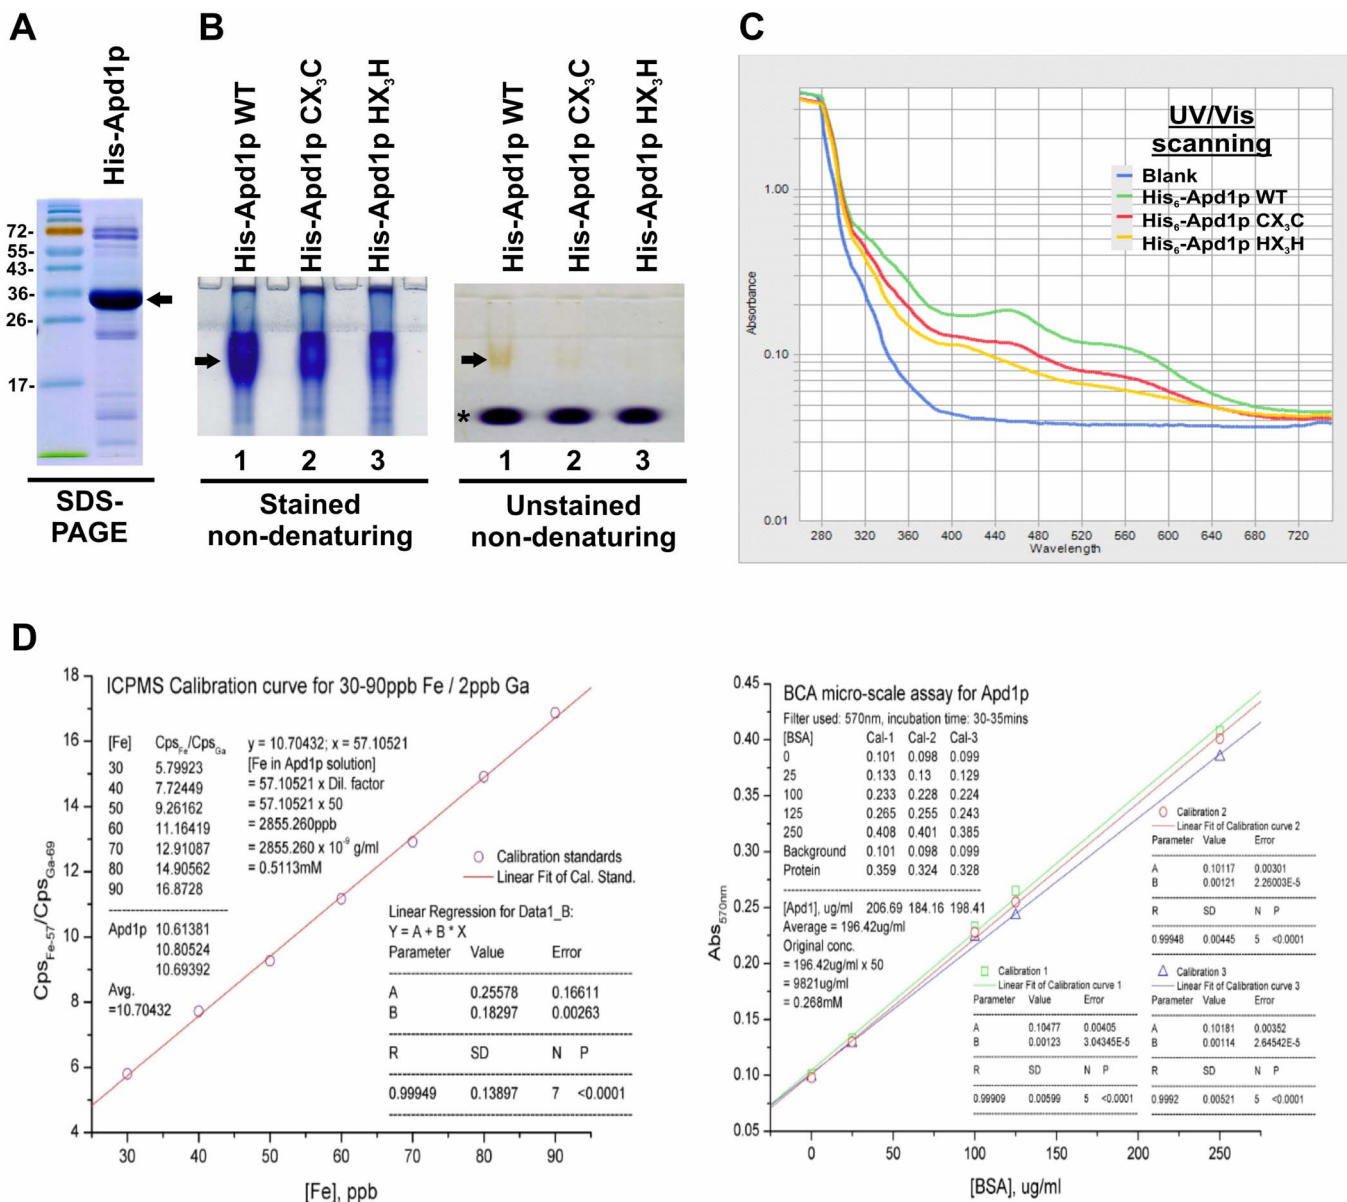 A
His-Apd1p
72-
55-
43-
36-
26-
17-
SDS-
PAGE
B
His-Apd1p WT
His-Apd1p CX₃C
His-Apd1p HX₃H
1 2 3
Stained
non-denaturing
His-Apd1p WT
His-Apd1p CX₃C
His-Apd1p HX₃H
*
1 2 3
Unstained
non-denaturing
C
UV/Vis
scanning
Blank
His₆-Apd1p WT
His₆-Apd1p CX₃C
His₆-Apd1p HX₃H
Absorbance
1.00
0.10
0.01
280 320 360 400 440 480 520 560 600 640 680 720
Wavelength
D
ICPMS Calibration curve for 30-90ppb Fe / 2ppb Ga
[Fe] Cps_Fe/Cps_Ga
30 5.79923
40 7.72449
50 9.26162
60 11.16419
70 12.91087
80 14.90562
90 16.8728
Apd1p 10.61381
10.80524
10.69392
Avg.
=10.70432
y = 10.70432; x = 57.10521
[Fe in Apd1p solution]
= 57.10521 x Dil. factor
= 57.10521 x 50
= 2855.260ppb
= 2855.260 x 10⁻⁹ g/ml
= 0.5113mM
Calibration standards
Linear Fit of Cal. Stand.
Linear Regression for Data1_B:
Y = A + B * X
Parameter Value Error
A 0.25578 0.16611
B 0.18297 0.00263
R SD N P
0.99949 0.13897 7 <0.0001
Cps_Fe-57/Cps_Ga-69
18
16
14
12
10
8
6
4
30 40 50 60 70 80 90
[Fe], ppb
BCA micro-scale assay for Apd1p
Filter used: 570nm, incubation time: 30-35mins
[BSA] Cal-1 Cal-2 Cal-3
0 0.101 0.098 0.099
25 0.133 0.13 0.129
100 0.233 0.228 0.224
125 0.265 0.255 0.243
250 0.408 0.401 0.385
Background 0.101 0.098 0.099
Protein 0.359 0.324 0.328
[Apd1], ug/ml 206.69 184.16 198.41
Average = 196.42ug/ml
Original conc.
= 196.42ug/ml x 50
= 9821ug/ml
= 0.268mM
Calibration 2
Linear Fit of Calibration curve 2
Parameter Value Error
A 0.10117 0.00301
B 0.00121 2.26003E-5
R SD N P
0.99948 0.00445 5 <0.0001
Calibration 1
Linear Fit of Calibration curve 1
Parameter Value Error
A 0.10477 0.00405
B 0.00123 3.04345E-5
R SD N P
0.99909 0.00599 5 <0.0001
Calibration 3
Linear Fit of Calibration curve 3
Parameter Value Error
A 0.10181 0.00352
B 0.00114 2.64542E-5
R SD N P
0.9992 0.00521 5 <0.0001
Abs_570nm
0.45
0.40
0.35
0.30
0.25
0.20
0.15
0.10
0.05
0 50 100 150 200 250
[BSA], ug/ml